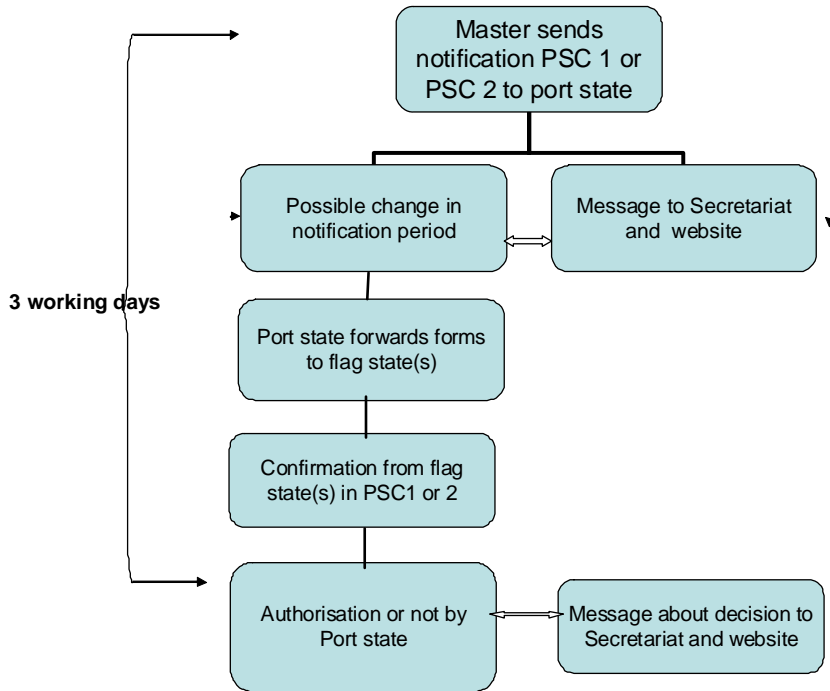 Master sends
notification PSC 1 or
PSC 2 to port state
Possible change in
notification period
Message to Secretariat
and website
3 working days
Port state forwards forms
to flag state(s)
Confirmation from flag
state(s) in PSC1 or 2
Authorisation or not by
Port state
Message about decision to
Secretariat and website